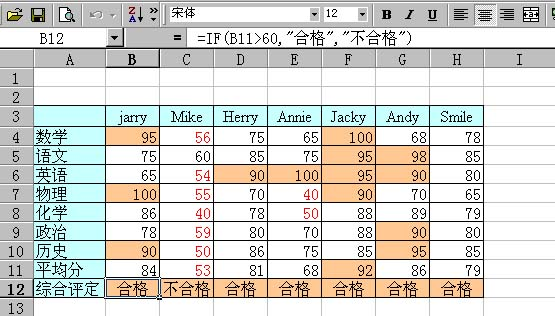 宋体 12 B I U
B12 = =IF(B11>60,"合格","不合格")
A B C D E F G H I
1
2
3 jarry Mike Herry Annie Jacky Andy Smile
4 数学 95 56 75 65 100 68 78
5 语文 75 60 85 75 95 98 85
6 英语 65 54 90 100 95 90 80
7 物理 100 55 70 40 90 70 65
8 化学 86 40 78 50 88 89 79
9 政治 78 59 80 70 88 90 80
10 历史 90 50 86 75 85 95 85
11 平均分 84 53 81 68 92 86 79
12 综合评定 合格 不合格 合格 合格 合格 合格 合格
13